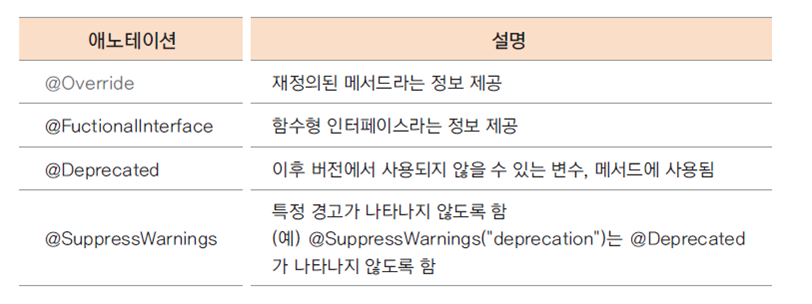 애노테이션 설명
@Override 재정의된 메서드라는 정보 제공
@FuctionalInterface 함수형 인터페이스라는 정보 제공
@Deprecated 이후 버전에서 사용되지 않을 수 있는 변수, 메서드에 사용됨
@SuppressWarnings 특정 경고가 나타나지 않도록 함
(예) @SuppressWarnings("deprecation")는 @Deprecated
가 나타나지 않도록 함